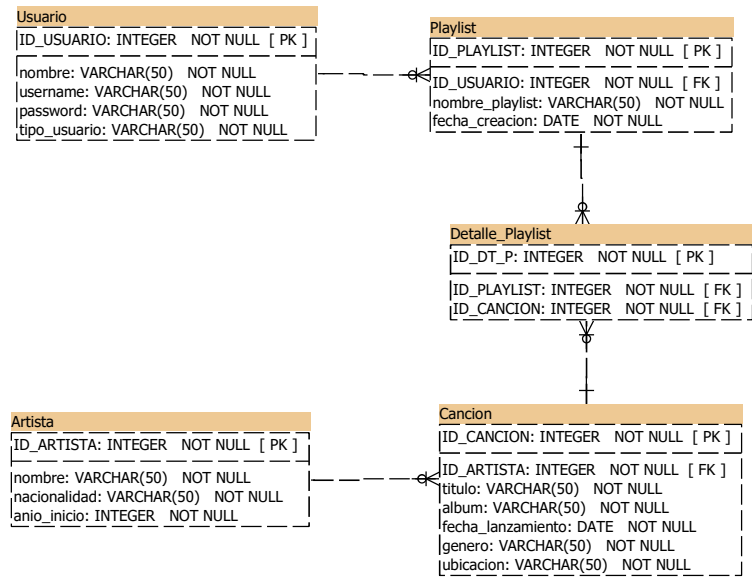 Usuario
ID_USUARIO: INTEGER NOT NULL [ PK ]
nombre: VARCHAR(50) NOT NULL
username: VARCHAR(50) NOT NULL
password: VARCHAR(50) NOT NULL
tipo_usuario: VARCHAR(50) NOT NULL
Playlist
ID_PLAYLIST: INTEGER NOT NULL [ PK ]
ID_USUARIO: INTEGER NOT NULL [ FK ]
nombre_playlist: VARCHAR(50) NOT NULL
fecha_creacion: DATE NOT NULL
Detalle_Playlist
ID_DT_P: INTEGER NOT NULL [ PK ]
ID_PLAYLIST: INTEGER NOT NULL [ FK ]
ID_CANCION: INTEGER NOT NULL [ FK ]
Artista
ID_ARTISTA: INTEGER NOT NULL [ PK ]
nombre: VARCHAR(50) NOT NULL
nacionalidad: VARCHAR(50) NOT NULL
anio_inicio: INTEGER NOT NULL
Cancion
ID_CANCION: INTEGER NOT NULL [ PK ]
ID_ARTISTA: INTEGER NOT NULL [ FK ]
titulo: VARCHAR(50) NOT NULL
album: VARCHAR(50) NOT NULL
fecha_lanzamiento: DATE NOT NULL
genero: VARCHAR(50) NOT NULL
ubicacion: VARCHAR(50) NOT NULL